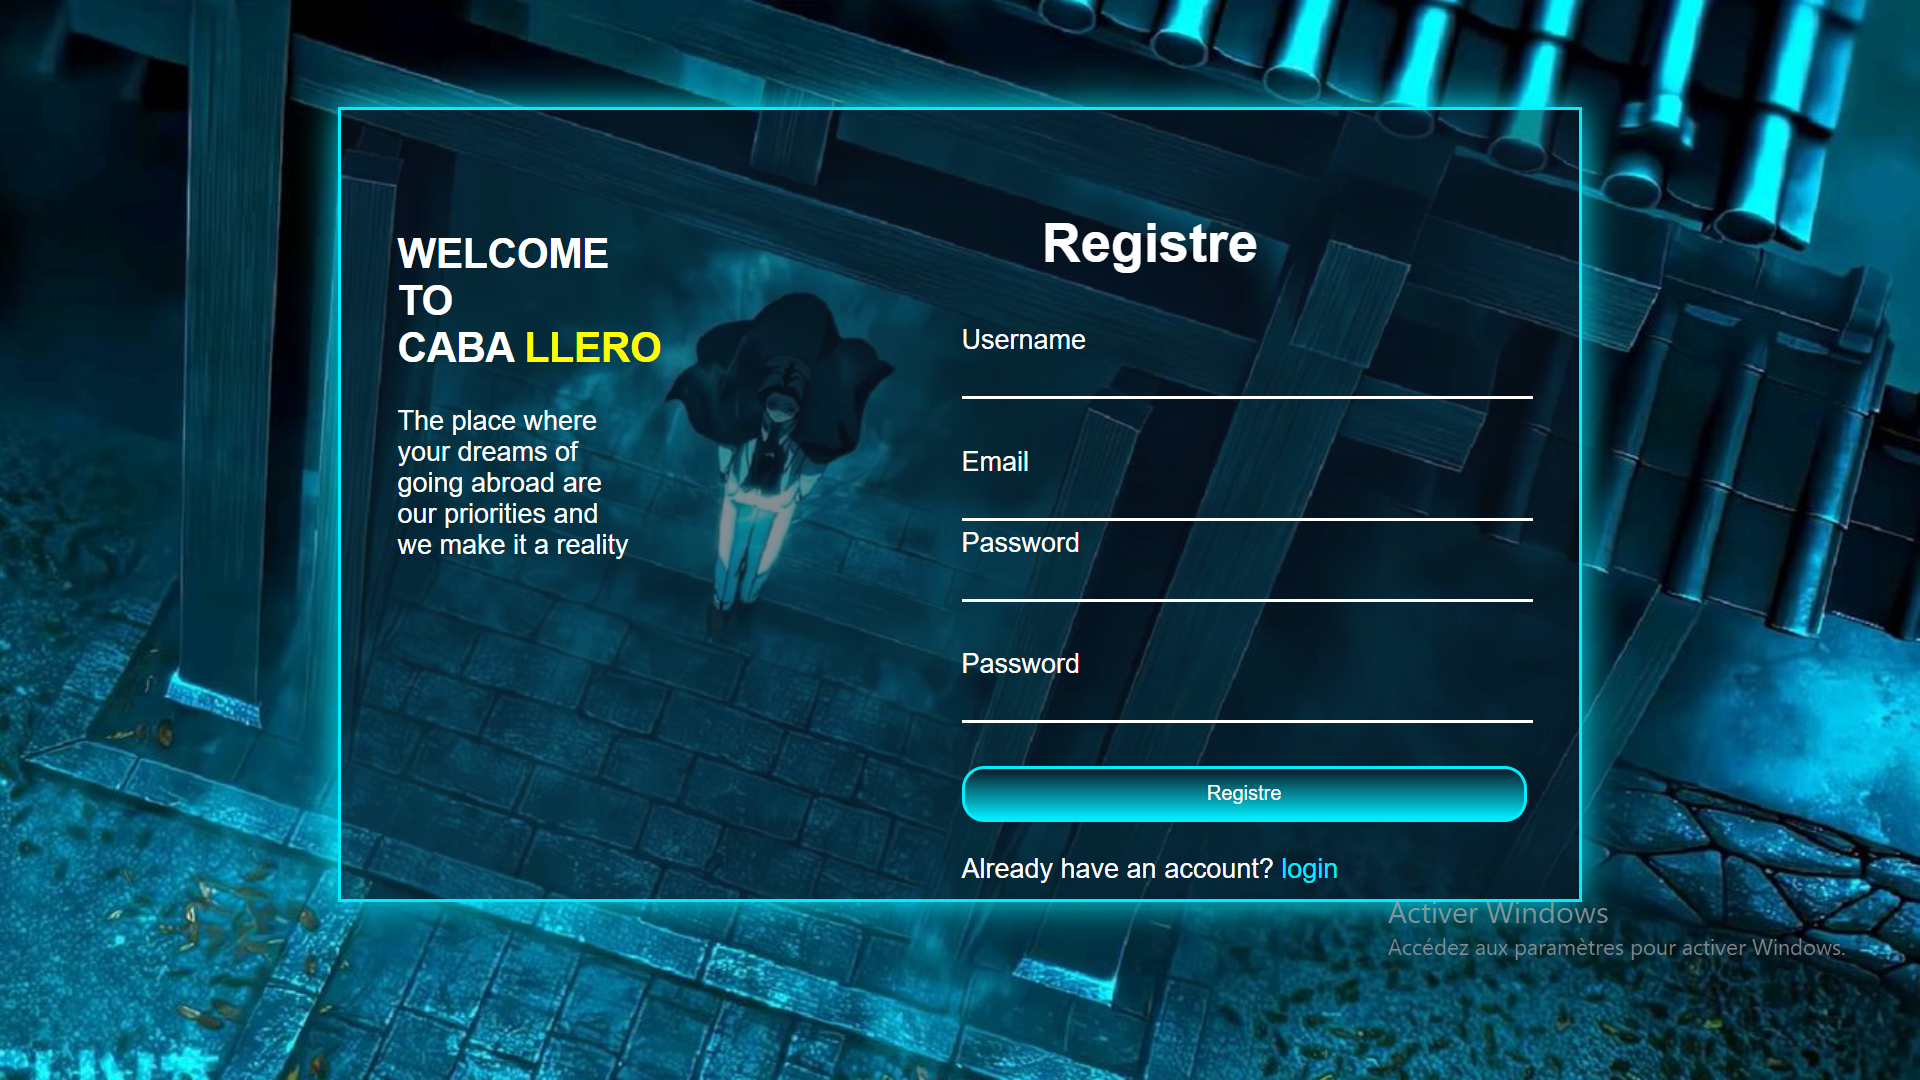 WELCOME
TO
CABA LLERO
The place where
your dreams of
going abroad are
our priorities and
we make it a reality
Registre
Username
Email
Password
Password
Registre
Already have an account? login
Activer Windows
Accédez aux paramètres pour activer Windows.